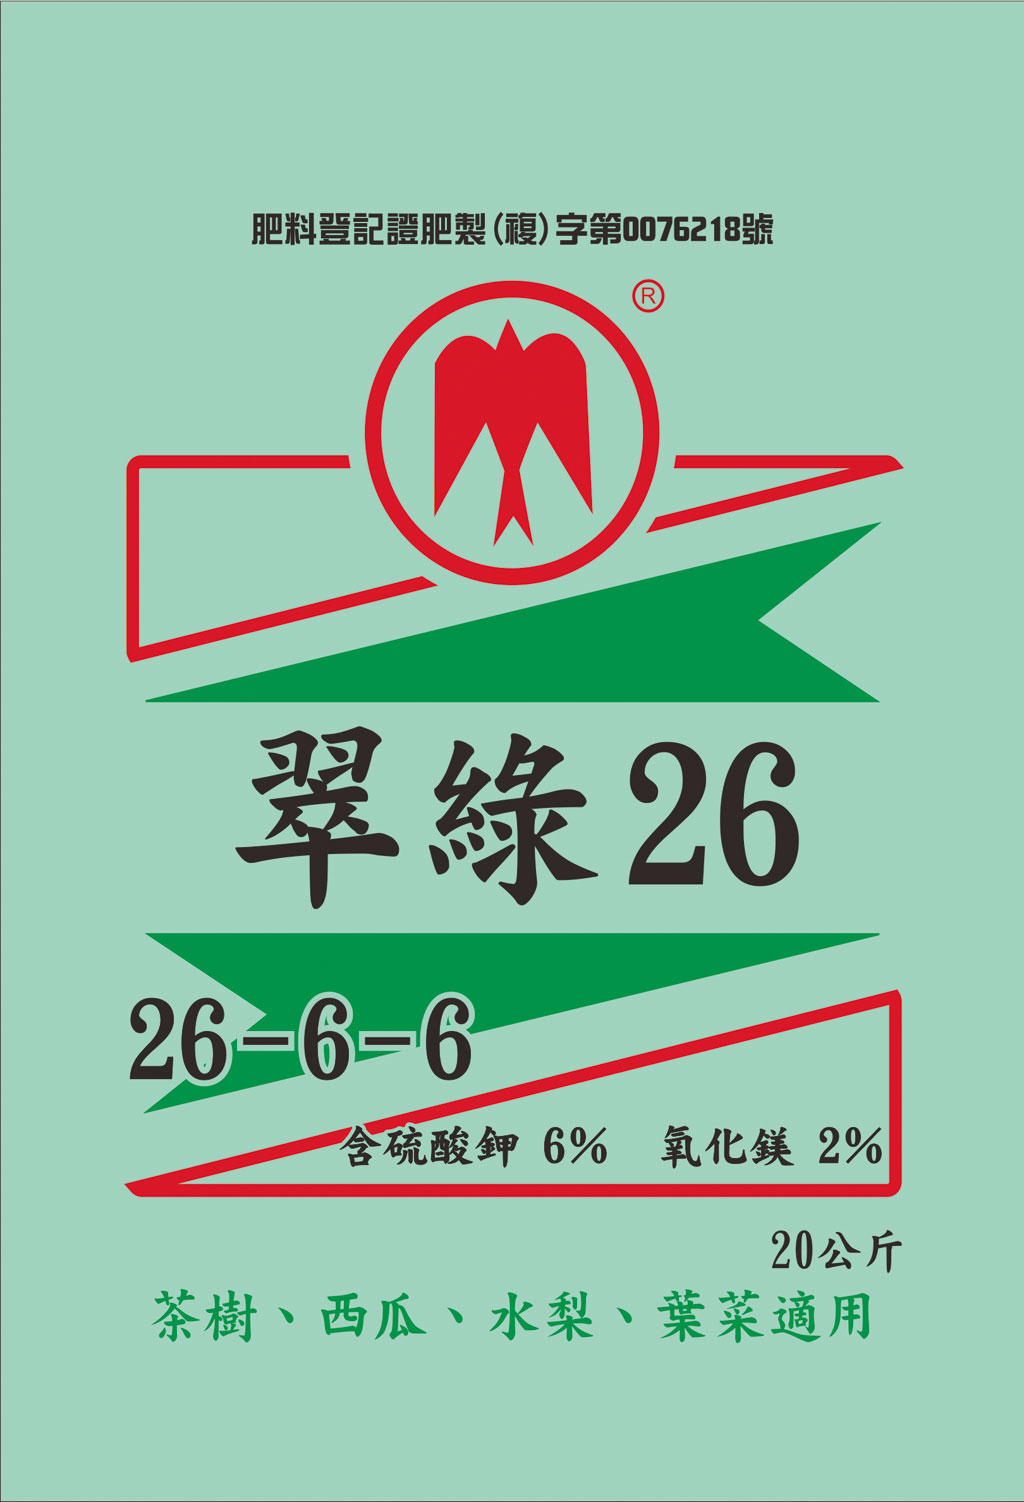 肥料登記證肥製(複)字第0076218號
®
翠綠26
26-6-6
含硫酸鉀 6% 氧化鎂 2%
20公斤
茶樹、西瓜、水梨、葉菜適用